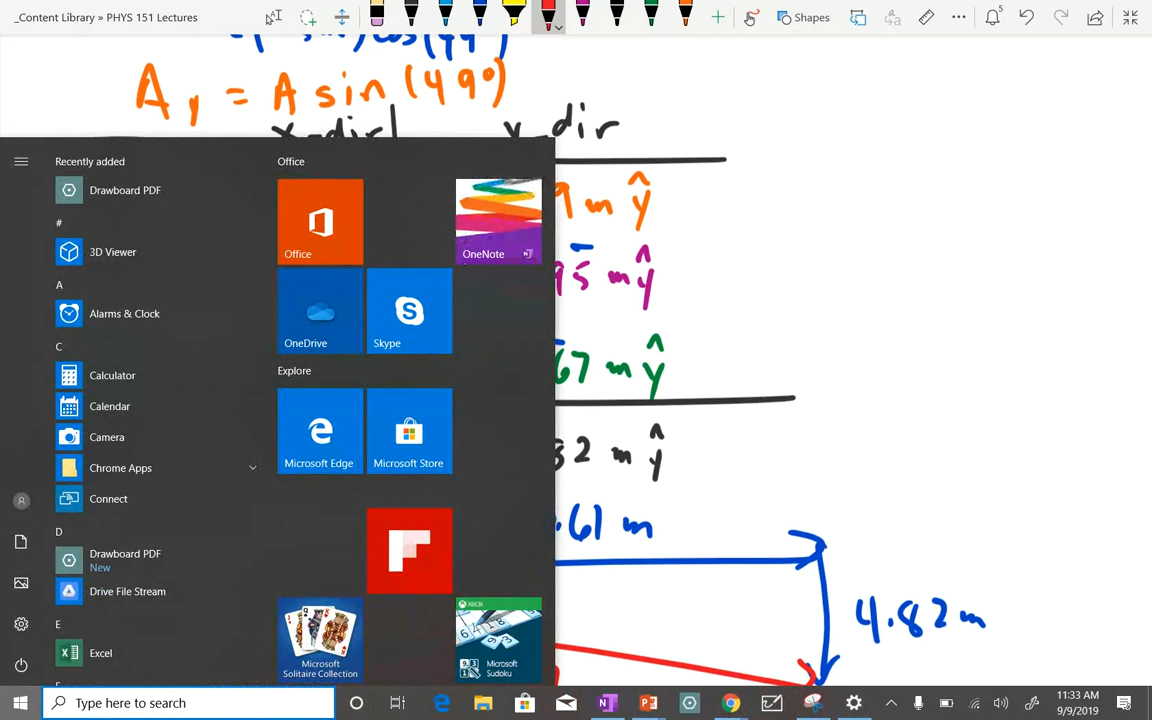 _Content Library » PHYS 151 Lectures
Shapes
5
Ay = A sin (49°)
x-dir
y-dir
9 m ŷ
95 m ŷ
67 m ŷ
82 m ŷ
.61 m
4.82 m
Recently added
Drawboard PDF
#
3D Viewer
A
Alarms & Clock
C
Calculator
Calendar
Camera
Chrome Apps
Connect
D
Drawboard PDF
New
Drive File Stream
E
Excel
Office
Office
OneNote
OneDrive
Skype
Explore
Microsoft Edge
Microsoft Store
Microsoft
Solitaire Collection
XBOX
Microsoft
Sudoku
Type here to search
11:33 AM
9/9/2019